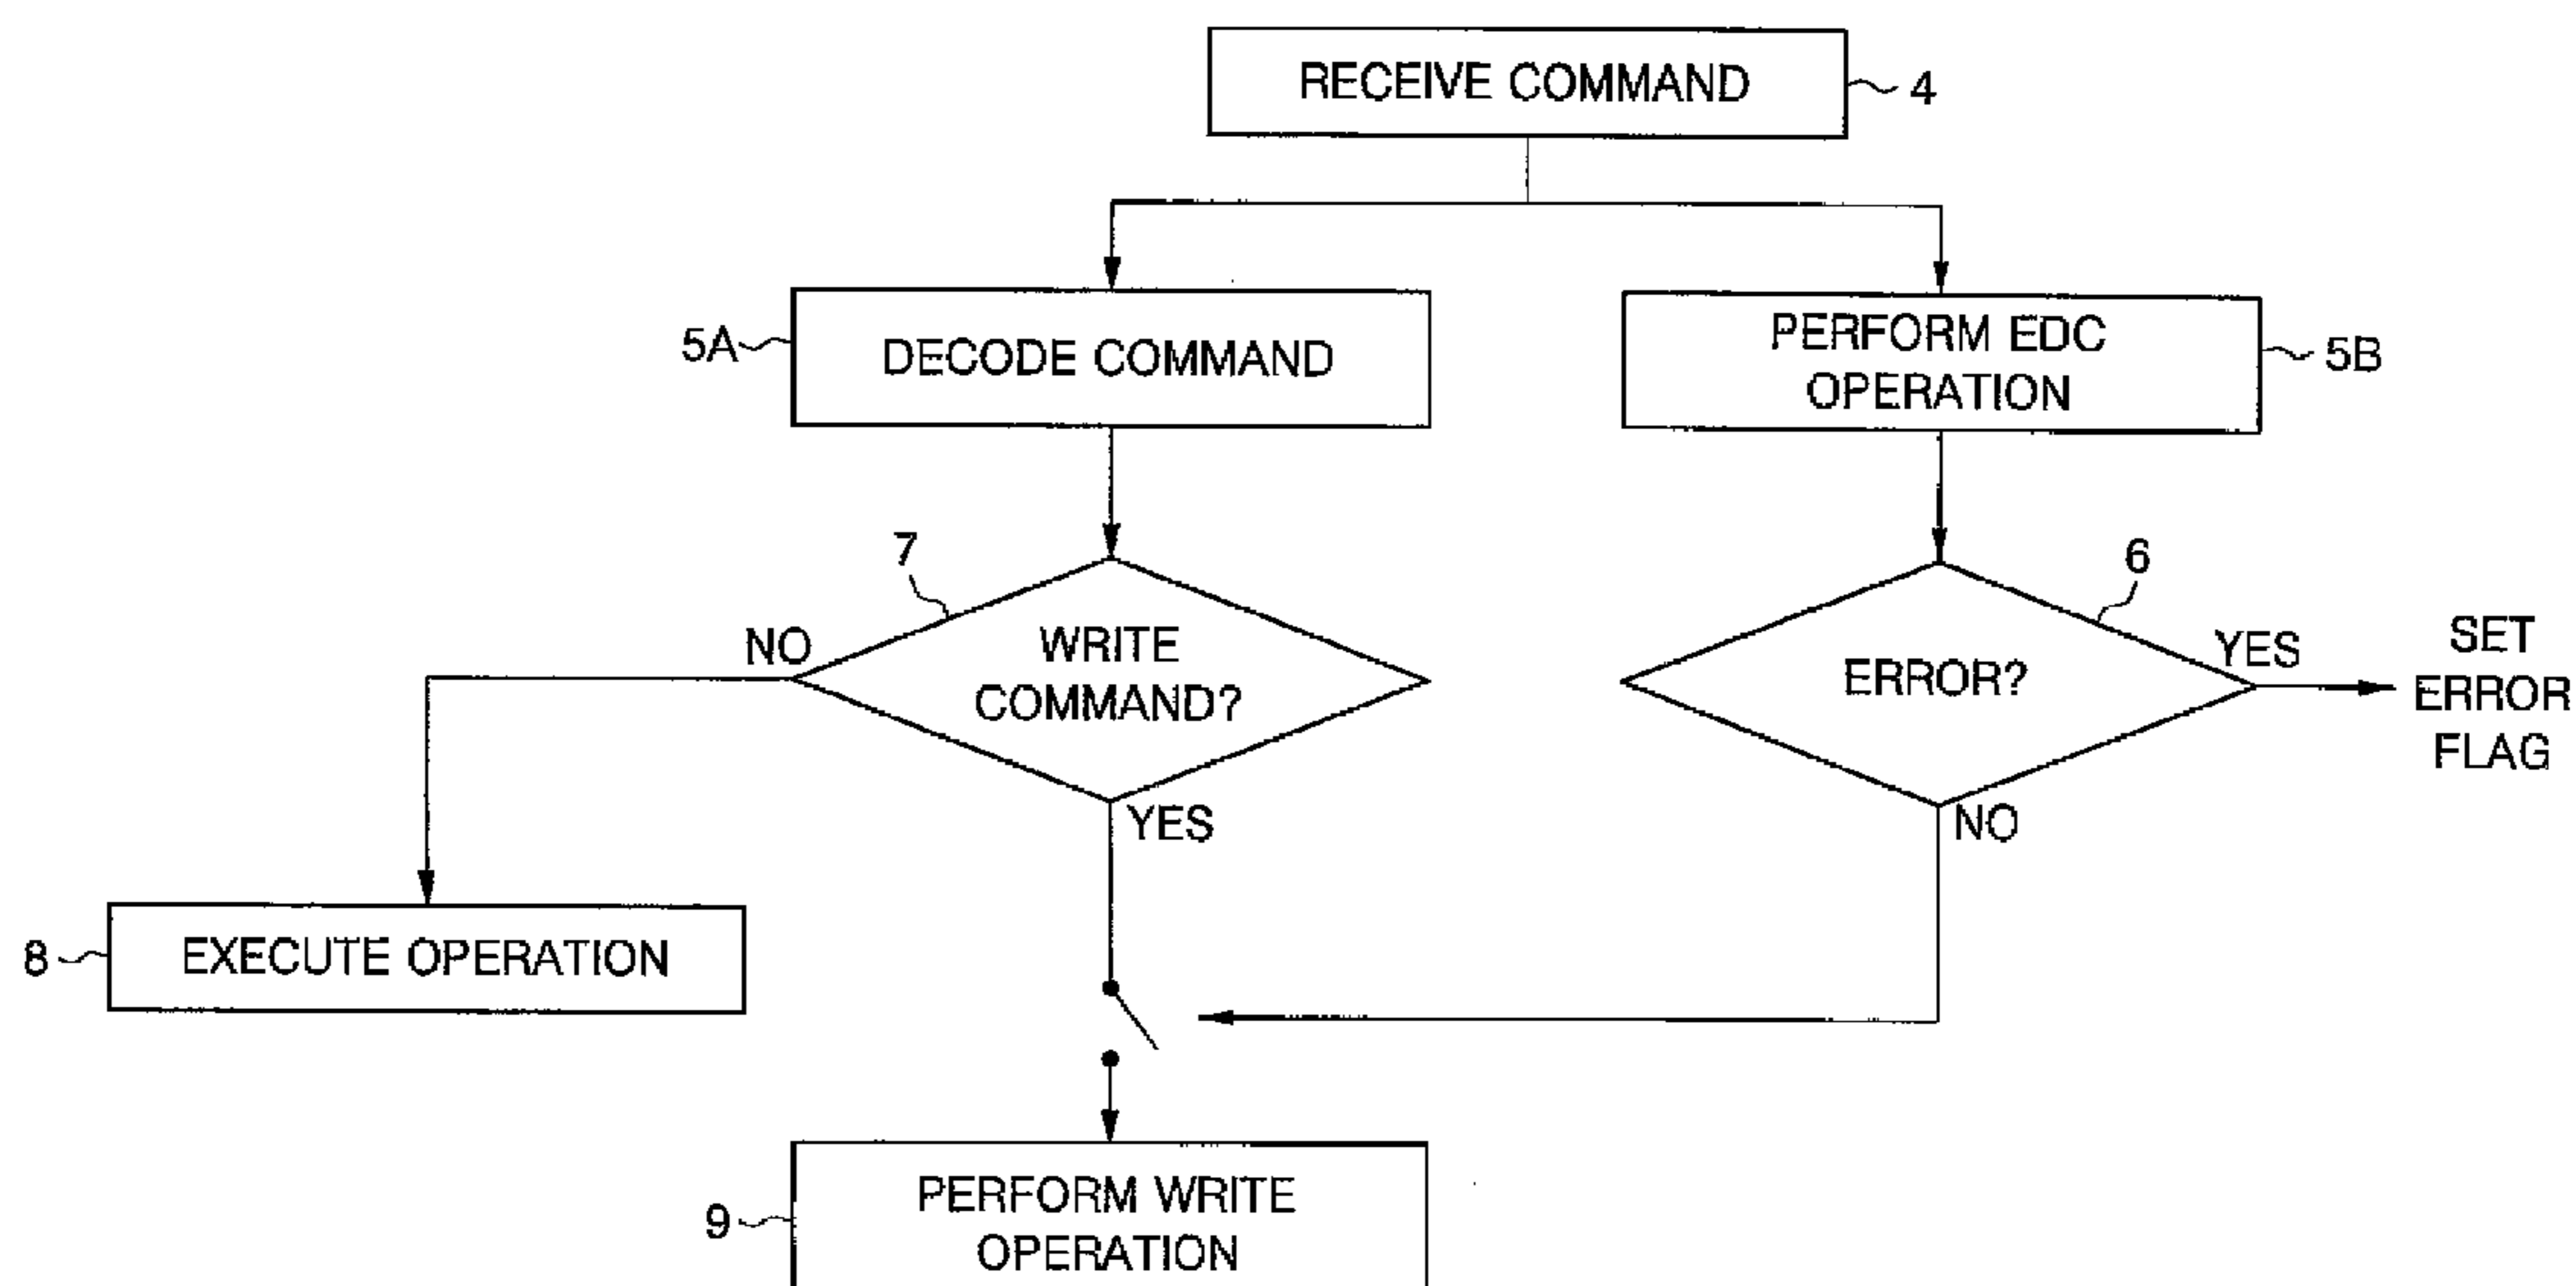 RECEIVE COMMAND
4
5A
DECODE COMMAND
PERFORM EDC
OPERATION
5B
7
WRITE
COMMAND?
NO
YES
6
ERROR?
YES
NO
SET
ERROR
FLAG
8
EXECUTE OPERATION
9
PERFORM WRITE
OPERATION